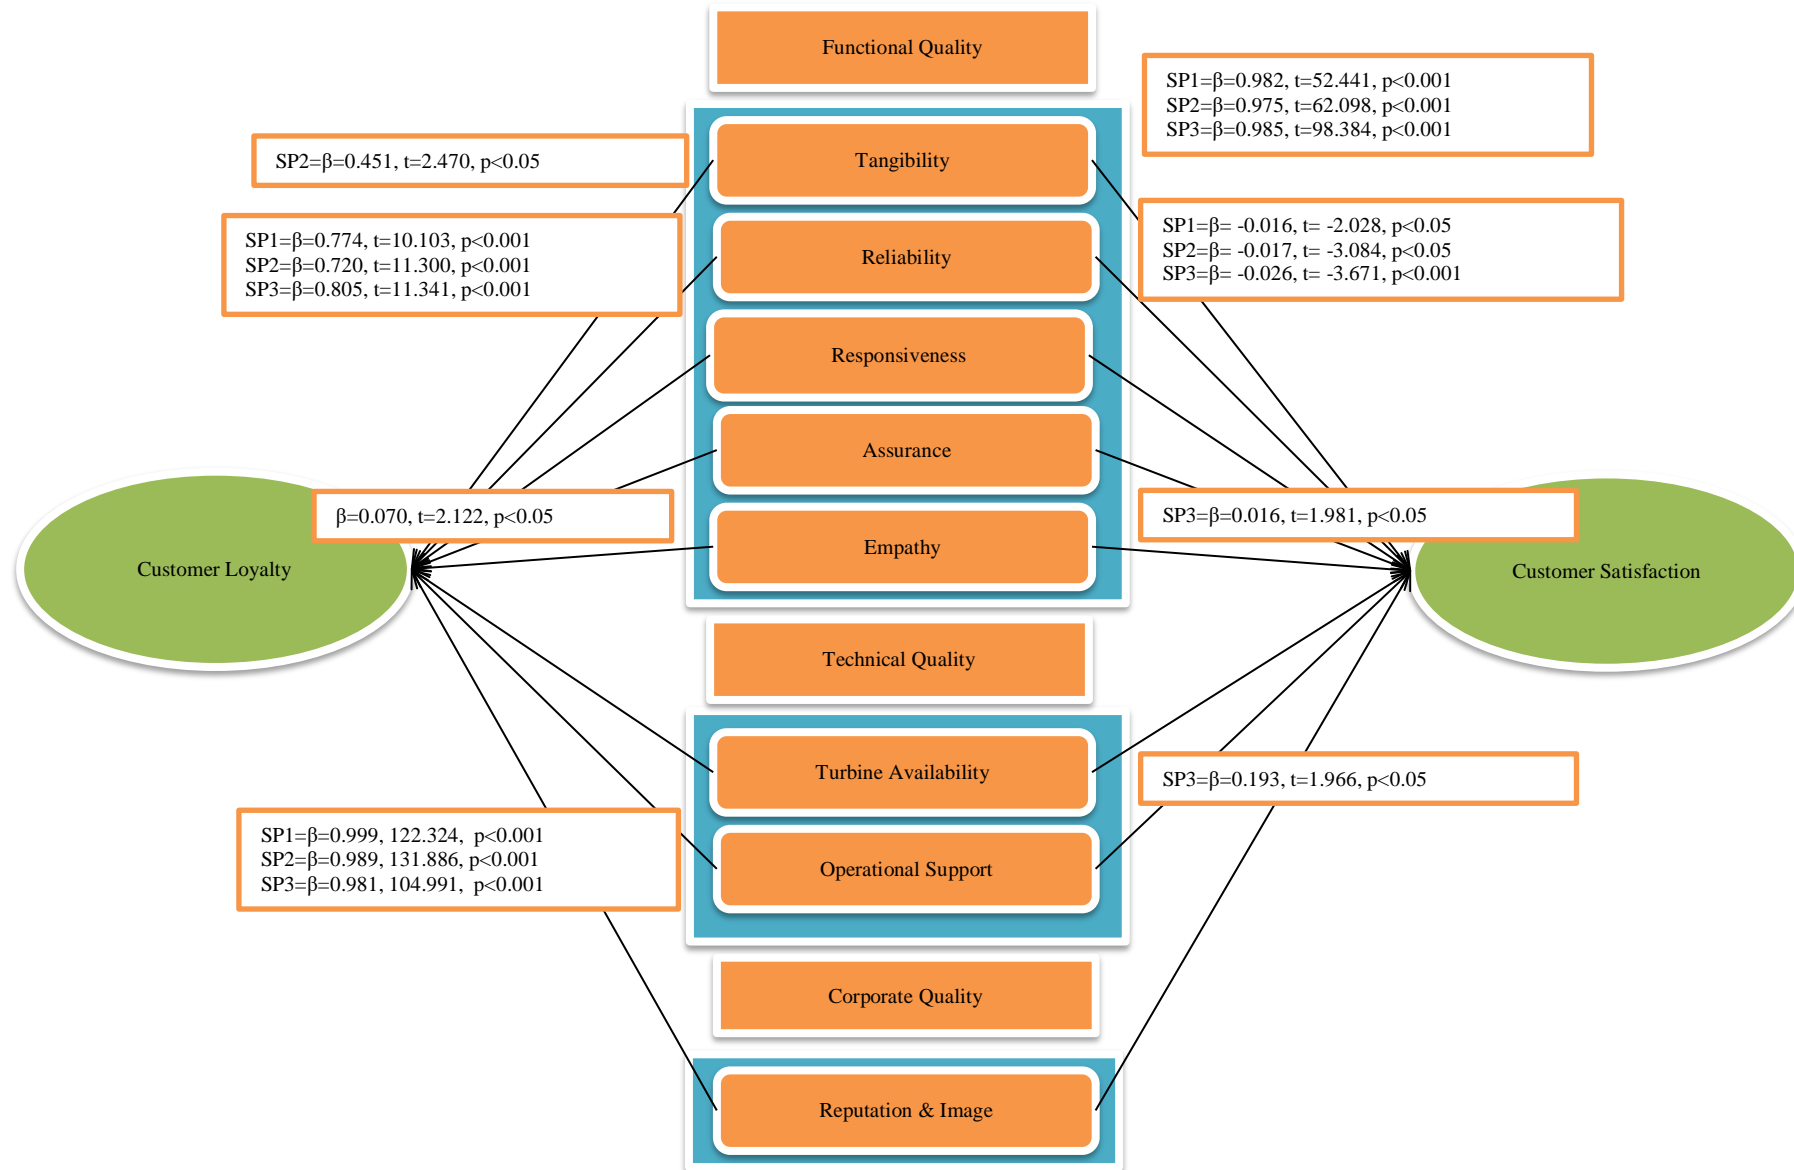 Functional Quality
SP1=β=0.982, t=52.441, p<0.001
SP2=β=0.975, t=62.098, p<0.001
SP3=β=0.985, t=98.384, p<0.001
SP2=β=0.451, t=2.470, p<0.05
Tangibility
SP1=β=0.774, t=10.103, p<0.001
SP2=β=0.720, t=11.300, p<0.001
SP3=β=0.805, t=11.341, p<0.001
Reliability
SP1=β= -0.016, t= -2.028, p<0.05
SP2=β= -0.017, t= -3.084, p<0.05
SP3=β= -0.026, t= -3.671, p<0.001
Responsiveness
Assurance
β=0.070, t=2.122, p<0.05
SP3=β=0.016, t=1.981, p<0.05
Empathy
Customer Loyalty
Customer Satisfaction
Technical Quality
Turbine Availability
SP3=β=0.193, t=1.966, p<0.05
SP1=β=0.999, 122.324,  p<0.001
SP2=β=0.989, 131.886, p<0.001
SP3=β=0.981, 104.991,  p<0.001
Operational Support
Corporate Quality
Reputation & Image